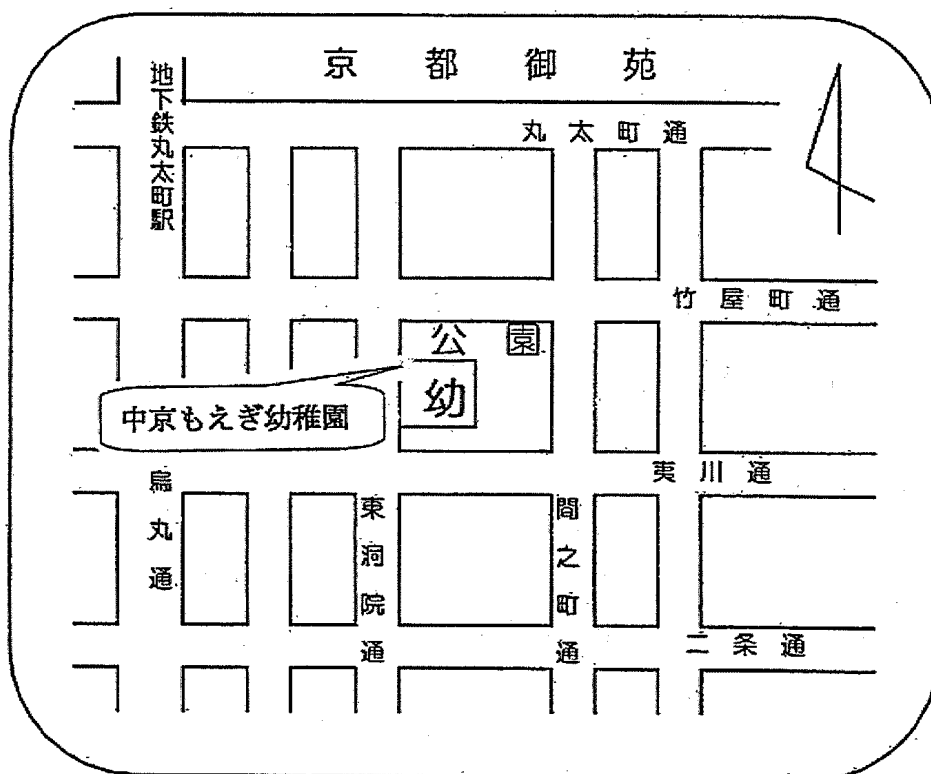 京都御苑
地下鉄丸太町駅
丸太町通
竹屋町通
公園
幼
中京もえぎ幼稚園
夷川通
烏丸通
東洞院通
間之町通
二条通